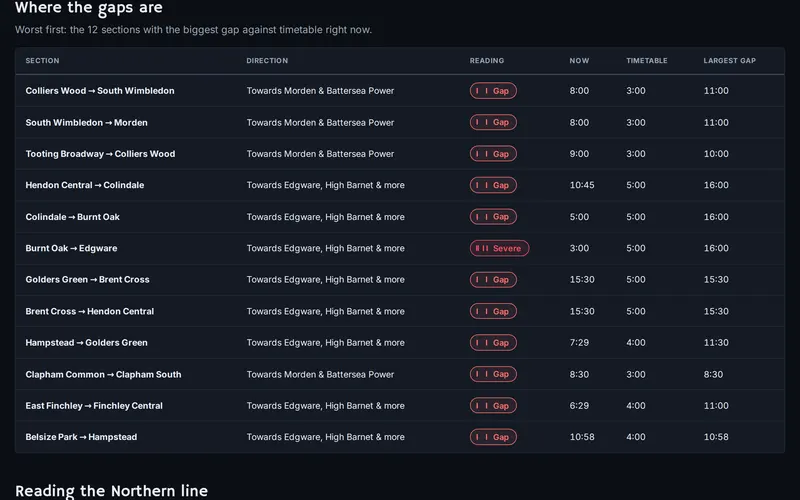 Where the gaps are
Worst first: the 12 sections with the biggest gap against timetable right now.
SECTION DIRECTION READING NOW TIMETABLE LARGEST GAP
Colliers Wood → South Wimbledon Towards Morden & Battersea Power Gap 8:00 3:00 11:00
South Wimbledon → Morden Towards Morden & Battersea Power Gap 8:00 3:00 11:00
Tooting Broadway → Colliers Wood Towards Morden & Battersea Power Gap 9:00 3:00 10:00
Hendon Central → Colindale Towards Edgware, High Barnet & more Gap 10:45 5:00 16:00
Colindale → Burnt Oak Towards Edgware, High Barnet & more Gap 5:00 5:00 16:00
Burnt Oak → Edgware Towards Edgware, High Barnet & more Severe 3:00 5:00 16:00
Golders Green → Brent Cross Towards Edgware, High Barnet & more Gap 15:30 5:00 15:30
Brent Cross → Hendon Central Towards Edgware, High Barnet & more Gap 15:30 5:00 15:30
Hampstead → Golders Green Towards Edgware, High Barnet & more Gap 7:29 4:00 11:30
Clapham Common → Clapham South Towards Morden & Battersea Power Gap 8:30 3:00 8:30
East Finchley → Finchley Central Towards Edgware, High Barnet & more Gap 6:29 4:00 11:00
Belsize Park → Hampstead Towards Edgware, High Barnet & more Gap 10:58 4:00 10:58
Reading the Northern line